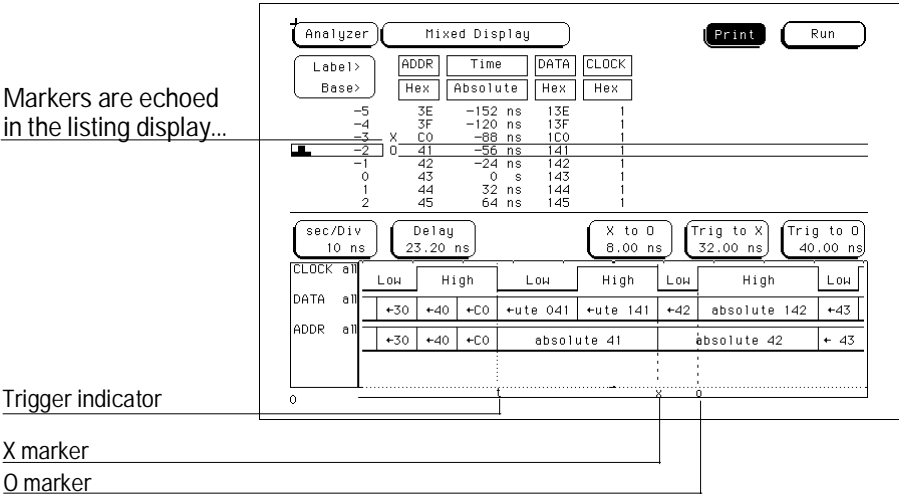 Analyzer Mixed Display Print Run
Label> ADDR Time DATA CLOCK
Base> Hex Absolute Hex Hex
Markers are echoed
in the listing display...
-5 3E -152 ns 13E 1
-4 3F -120 ns 13F 1
-3 X C0 -88 ns 1C0 1
-2 O 41 -56 ns 141 1
-1 42 -24 ns 142 1
0 43 0 s 143 1
1 44 32 ns 144 1
2 45 64 ns 145 1
sec/Div Delay X to O Trig to X Trig to O
10 ns 23.20 ns 8.00 ns 32.00 ns 40.00 ns
CLOCK all Low High Low High Low High Low
DATA all ←30 ←40 ←C0 ←ute 041 ←ute 141 ←42 absolute 142 ←43
ADDR all ←30 ←40 ←C0 absolute 41 absolute 42 ← 43
0 t X O
Trigger indicator
X marker
O marker